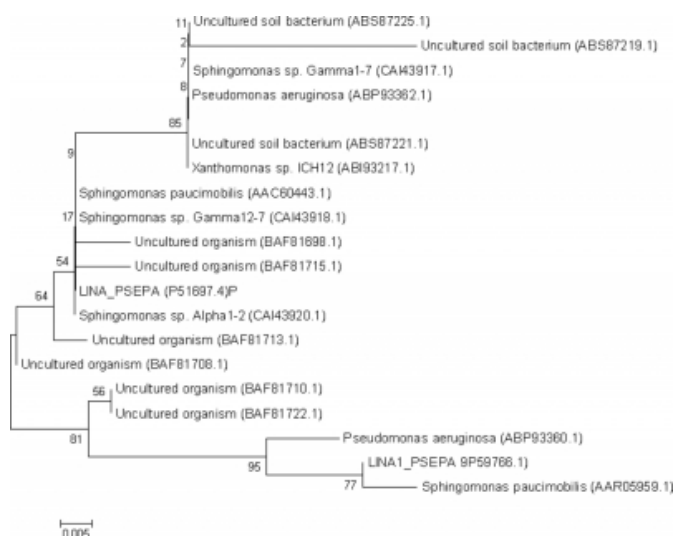 11
Uncultured soil bacterium (ABS87225.1)
2
Uncultured soil bacterium (ABS87219.1)
7
Sphingomonas sp. Gamma1-7 (CAI43917.1)
8
Pseudomonas aeruginosa (ABP93362.1)
85
Uncultured soil bacterium (ABS87221.1)
9
Xanthomonas sp. ICH12 (ABI93217.1)
Sphingomonas paucimobilis (AAC60443.1)
17
Sphingomonas sp. Gamma12-7 (CAI43918.1)
Uncultured organism (BAF81698.1)
54
Uncultured organism (BAF81715.1)
64
LINA_PSEPA (P51697.4)P
Sphingomonas sp. Alpha1-2 (CAI43920.1)
Uncultured organism (BAF81713.1)
Uncultured organism (BAF81708.1)
56
Uncultured organism (BAF81710.1)
Uncultured organism (BAF81722.1)
81
Pseudomonas aeruginosa (ABP93360.1)
95
LINA1_PSEPA 9P59766.1)
77
Sphingomonas paucimobilis (AAR05959.1)
0.005